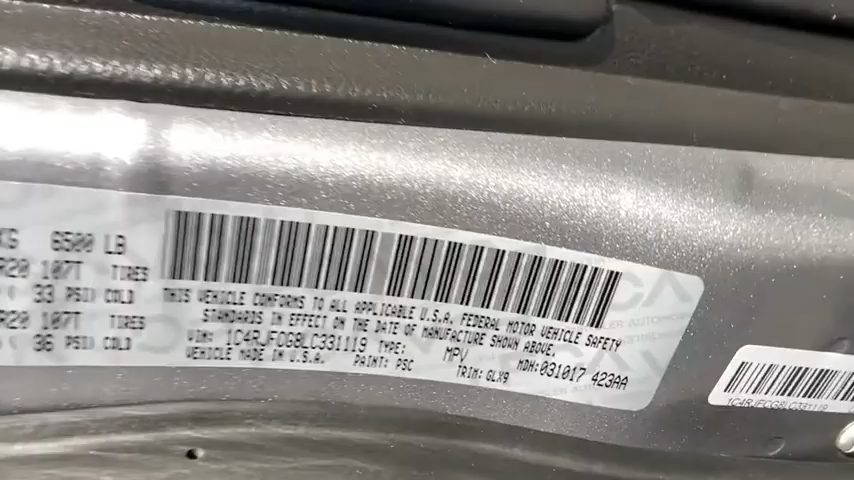 KG 6500 LB
R20 107T TIRES
33 PSI) COLD
R20 107T TIRES
36 PSI) COLD
THIS VEHICLE CONFORMS TO ALL APPLICABLE U.S.A. FEDERAL MOTOR VEHICLE SAFETY
STANDARDS IN EFFECT ON THE DATE OF MANUFACTURE SHOWN ABOVE.
VIN: 1C4RJFCG8LC331119 TYPE: MPV MDH:031017 423AA
VEHICLE MADE IN U.S.A. PAINT: PSC TRIM: GLX9
1C4RJFCG8LC331119